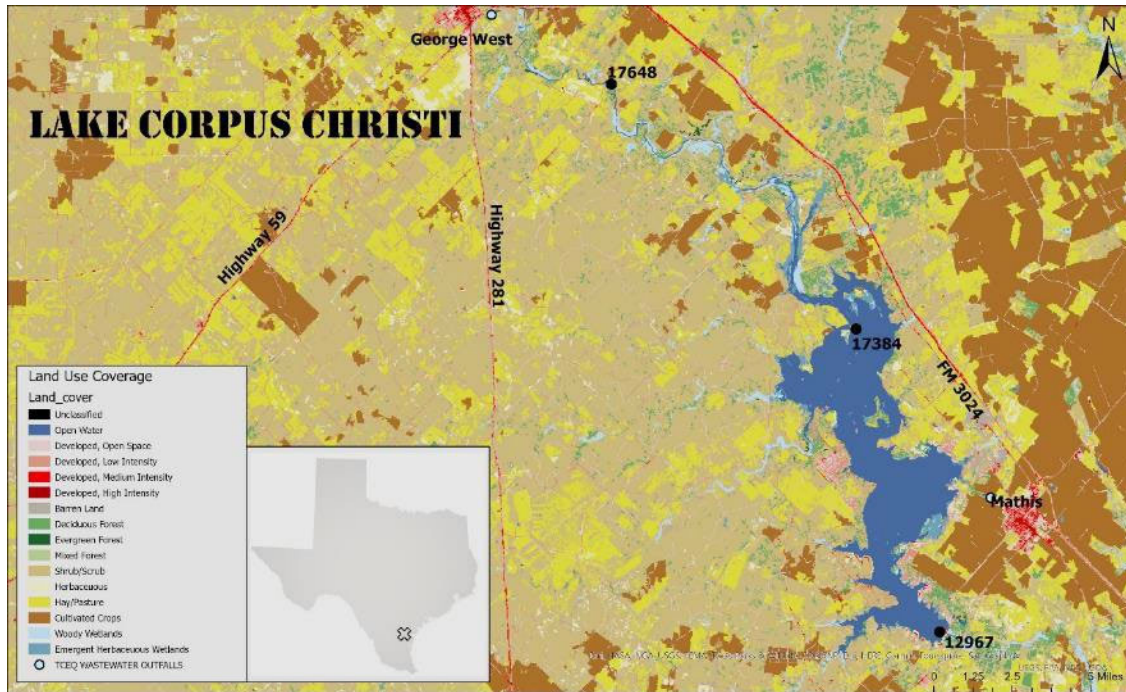 George West
N
17648
LAKE CORPUS CHRISTI
Highway 59
Highway 281
17384
FM 3024
Mathis
12967
Land Use Coverage
Land_cover
Unclassified
Open Water
Developed, Open Space
Developed, Low Intensity
Developed, Medium Intensity
Developed, High Intensity
Barren Land
Deciduous Forest
Evergreen Forest
Mixed Forest
Shrub/Scrub
Herbaceous
Hay/Pasture
Cultivated Crops
Woody Wetlands
Emergent Herbaceous Wetlands
TCEQ WASTEWATER OUTFALLS
0 1.25 2.5 5 Miles